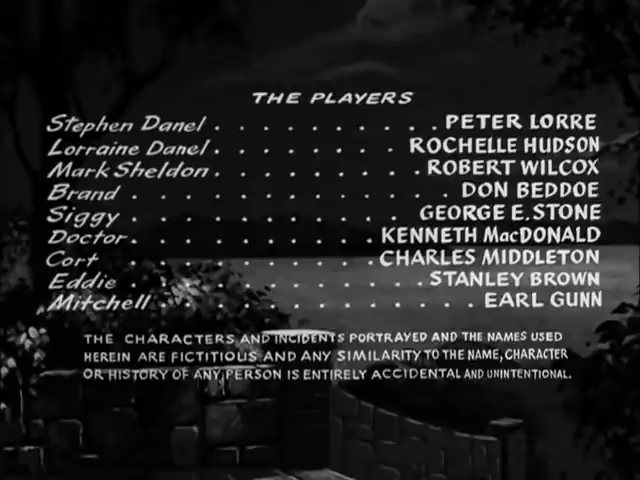 THE PLAYERS
Stephen Danel . . . . . . . . . . PETER LORRE
Lorraine Danel . . . . . . . . . ROCHELLE HUDSON
Mark Sheldon . . . . . . . . . . ROBERT WILCOX
Brand . . . . . . . . . . . . . DON BEDDOE
Siggy . . . . . . . . . . . . GEORGE E. STONE
Doctor . . . . . . . . . . . KENNETH MacDONALD
Cort . . . . . . . . . . . . CHARLES MIDDLETON
Eddie . . . . . . . . . . . . STANLEY BROWN
Mitchell . . . . . . . . . . . . . EARL GUNN
THE CHARACTERS AND INCIDENTS PORTRAYED AND THE NAMES USED
HEREIN ARE FICTITIOUS AND ANY SIMILARITY TO THE NAME, CHARACTER
OR HISTORY OF ANY PERSON IS ENTIRELY ACCIDENTAL AND UNINTENTIONAL.